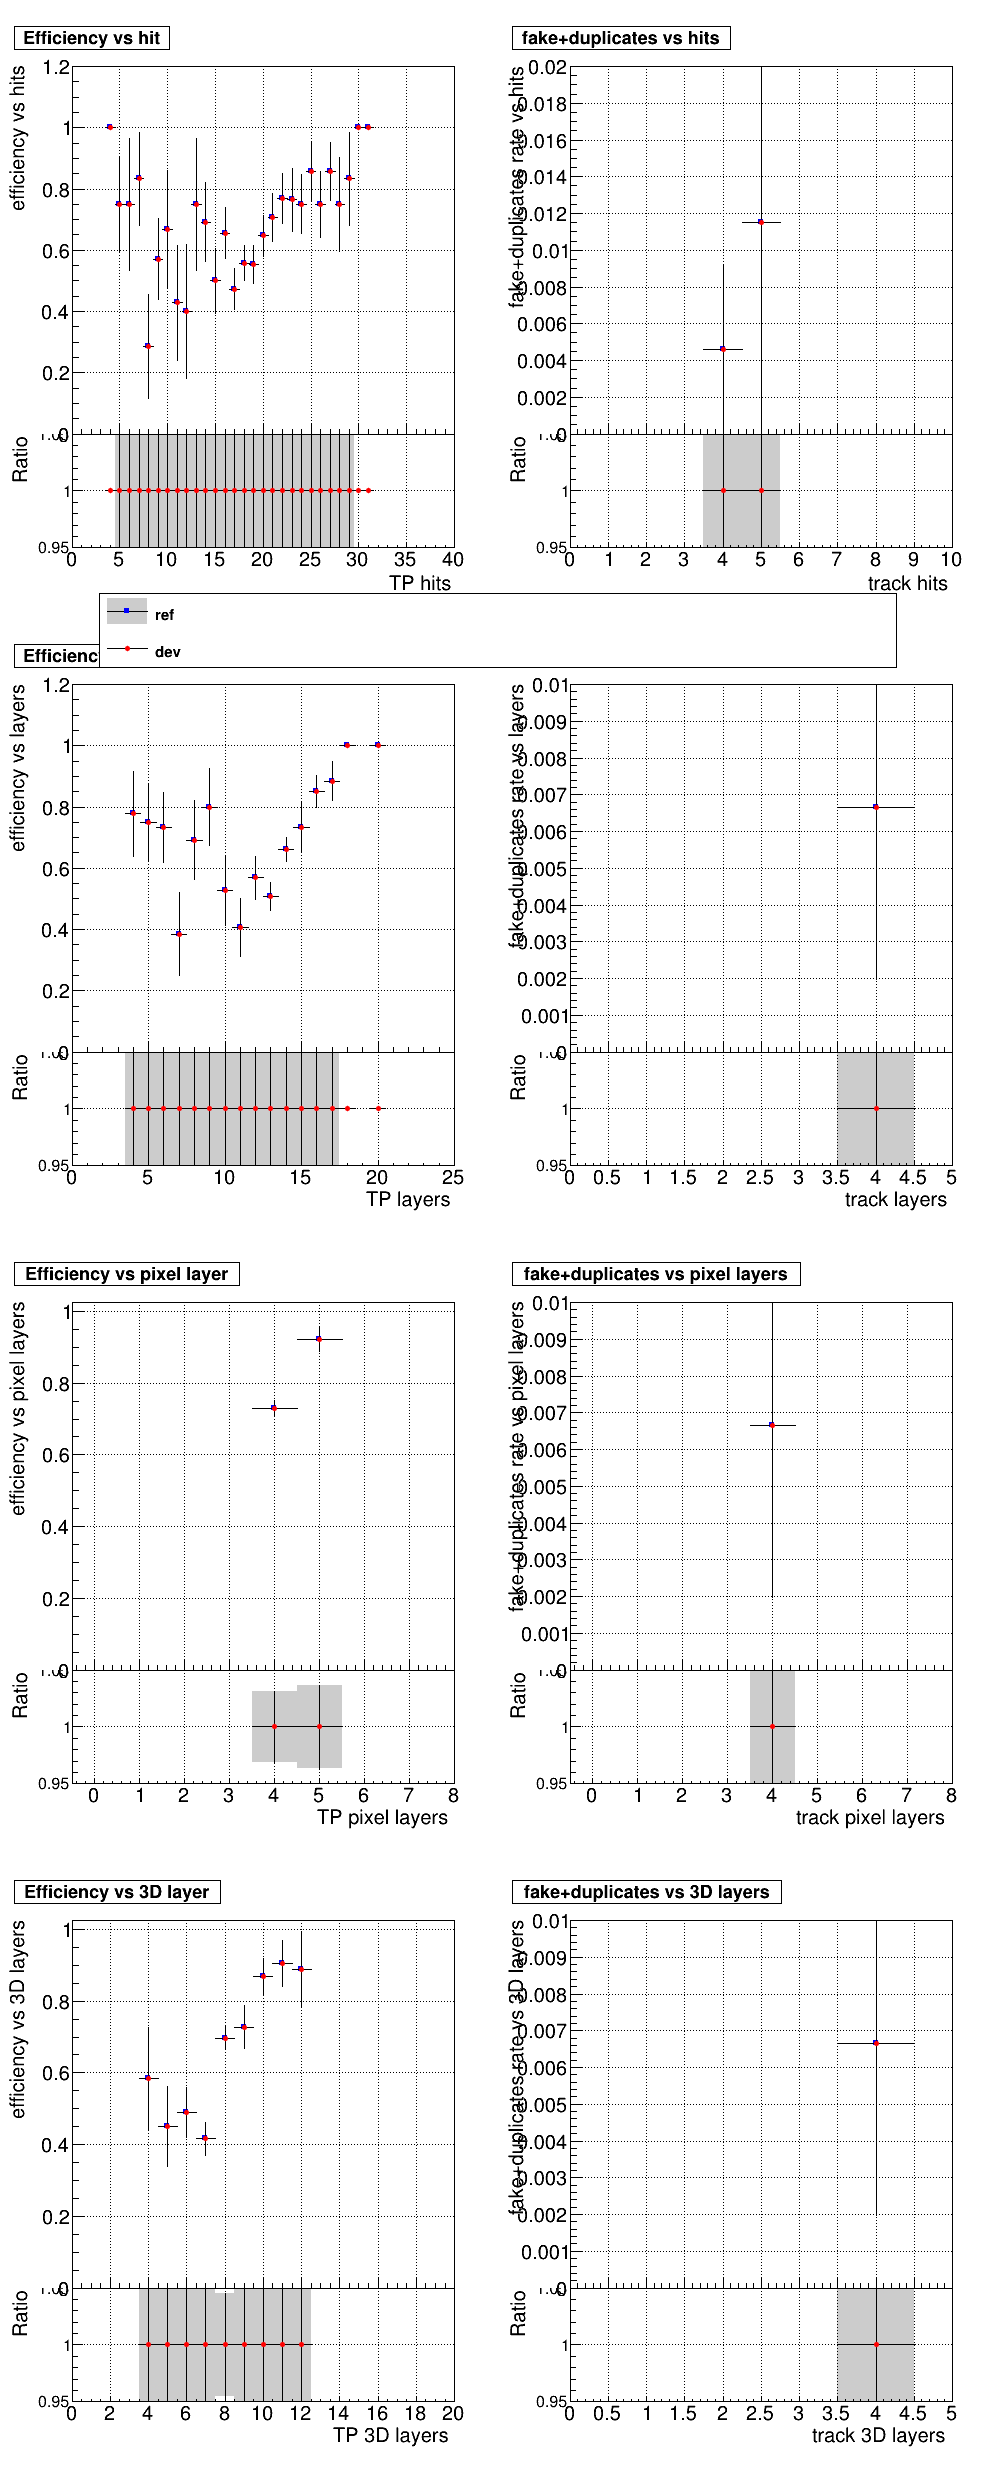 Efficiency vs hit
fake+duplicates vs hits
efficiency vs hits
1.2
1
0.8
0.6
0.4
0.2
0
Ratio
1
0.95
0 5 10 15 20 25 30 35 40
TP hits
fake+duplicates rate vs hits
0.02
0.018
0.016
0.014
0.012
0.01
0.008
0.006
0.004
0.002
0
Ratio
1
0.95
0 1 2 3 4 5 6 7 8 9 10
track hits
ref
dev
Efficienc
efficiency vs layers
1.2
1
0.8
0.6
0.4
0.2
0
Ratio
1
0.95
0 5 10 15 20 25
TP layers
fake+duplicates rate vs layers
0.01
0.009
0.008
0.007
0.006
0.005
0.004
0.003
0.002
0.001
0
Ratio
1
0.95
0 0.5 1 1.5 2 2.5 3 3.5 4 4.5 5
track layers
Efficiency vs pixel layer
fake+duplicates vs pixel layers
efficiency vs pixel layers
1
0.8
0.6
0.4
0.2
0
Ratio
1
0.95
0 1 2 3 4 5 6 7 8
TP pixel layers
fake+duplicates rate vs pixel layers
0.01
0.009
0.008
0.007
0.006
0.005
0.004
0.003
0.002
0.001
0
Ratio
1
0.95
0 1 2 3 4 5 6 7 8
track pixel layers
Efficiency vs 3D layer
fake+duplicates vs 3D layers
efficiency vs 3D layers
1
0.8
0.6
0.4
0.2
0
Ratio
1
0.95
0 2 4 6 8 10 12 14 16 18 20
TP 3D layers
fake+duplicates rate vs 3D layers
0.01
0.009
0.008
0.007
0.006
0.005
0.004
0.003
0.002
0.001
0
Ratio
1
0.95
0 0.5 1 1.5 2 2.5 3 3.5 4 4.5 5
track 3D layers